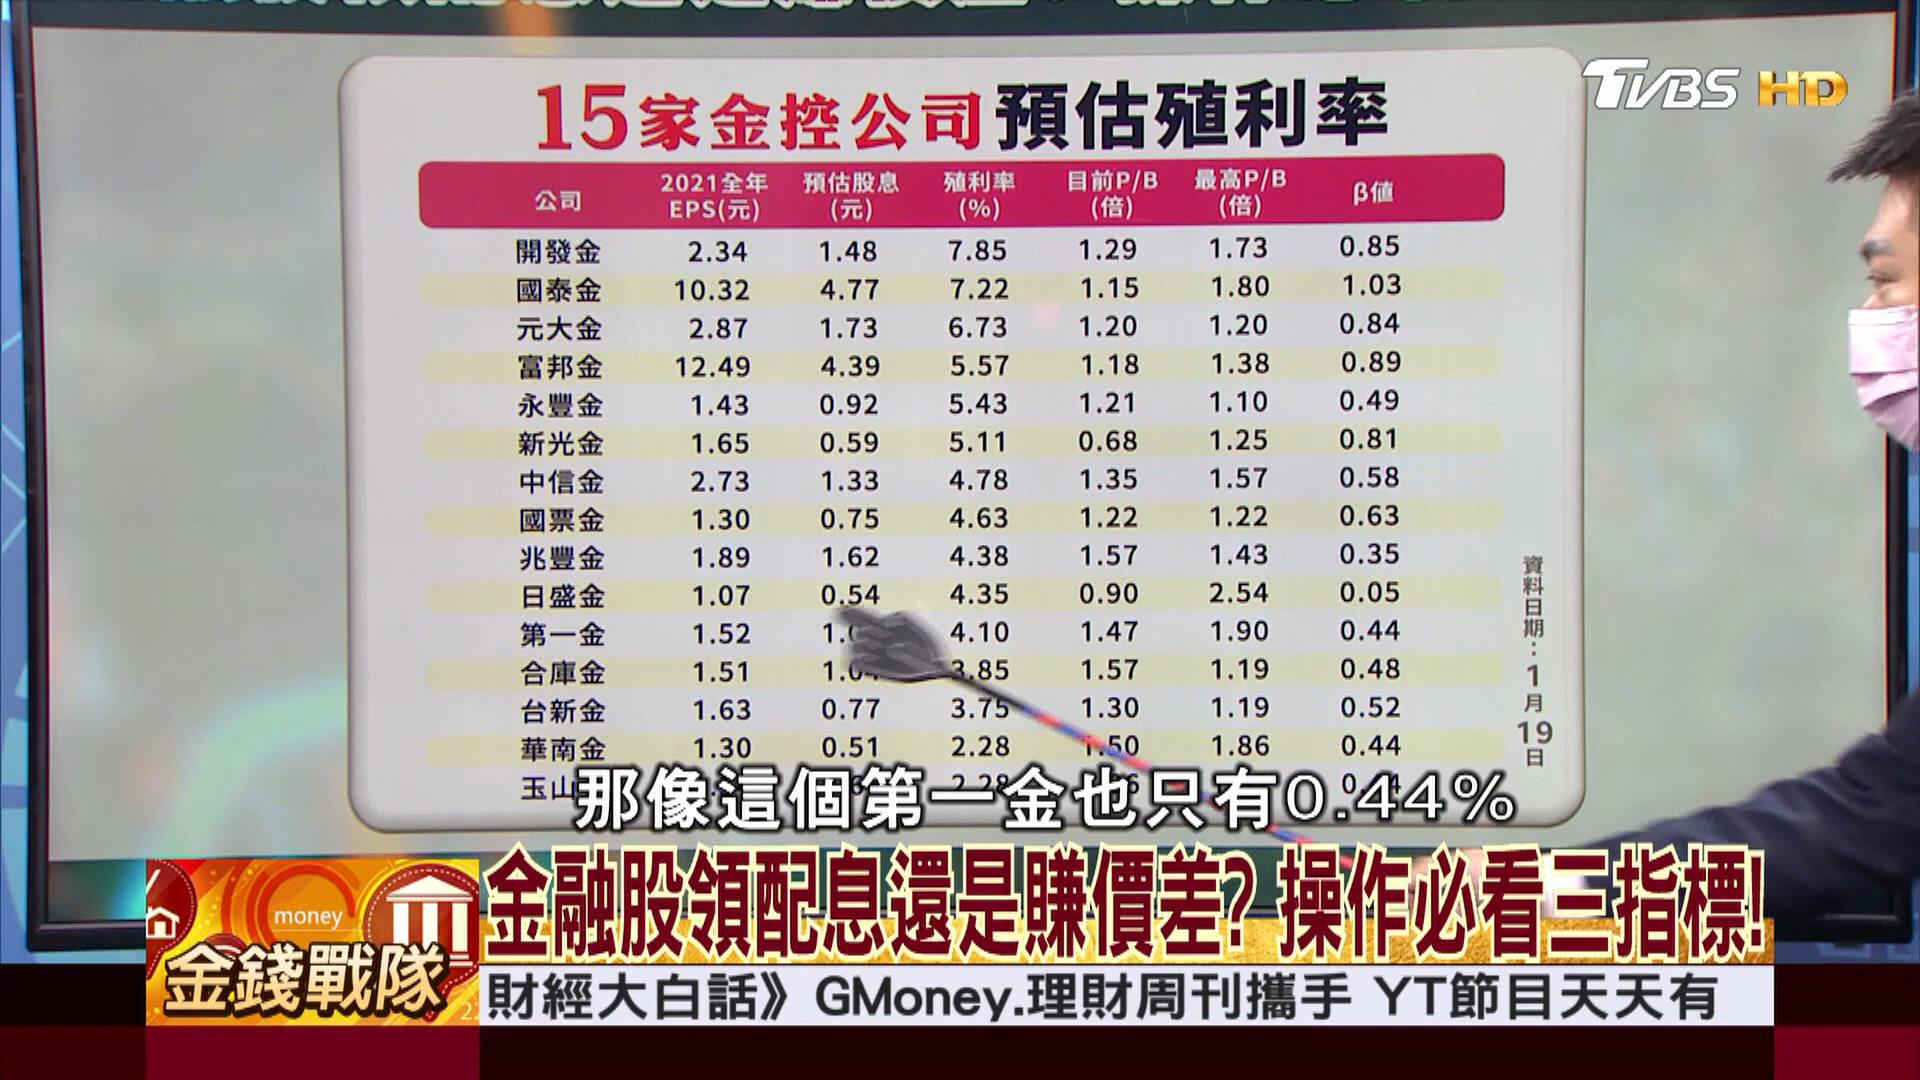 TVBS HD
15家金控公司預估殖利率
公司 2021全年EPS(元) 預估股息(元) 殖利率(%) 目前P/B(倍) 最高P/B(倍) β值
開發金 2.34 1.48 7.85 1.29 1.73 0.85
國泰金 10.32 4.77 7.22 1.15 1.80 1.03
元大金 2.87 1.73 6.73 1.20 1.20 0.84
富邦金 12.49 4.39 5.57 1.18 1.38 0.89
永豐金 1.43 0.92 5.43 1.21 1.10 0.49
新光金 1.65 0.59 5.11 0.68 1.25 0.81
中信金 2.73 1.33 4.78 1.35 1.57 0.58
國票金 1.30 0.75 4.63 1.22 1.22 0.63
兆豐金 1.89 1.62 4.38 1.57 1.43 0.35
日盛金 1.07 0.54 4.35 0.90 2.54 0.05
第一金 1.52 4.10 1.47 1.90 0.44
合庫金 1.51 3.85 1.57 1.19 0.48
台新金 1.63 0.77 3.75 1.30 1.19 0.52
華南金 1.30 0.51 2.28 1.50 1.86 0.44
玉山
資料日期：1月19日
那像這個第一金也只有0.44%
money
金錢戰隊
金融股領配息還是賺價差? 操作必看三指標!
財經大白話》GMoney.理財周刊攜手 YT節目天天有